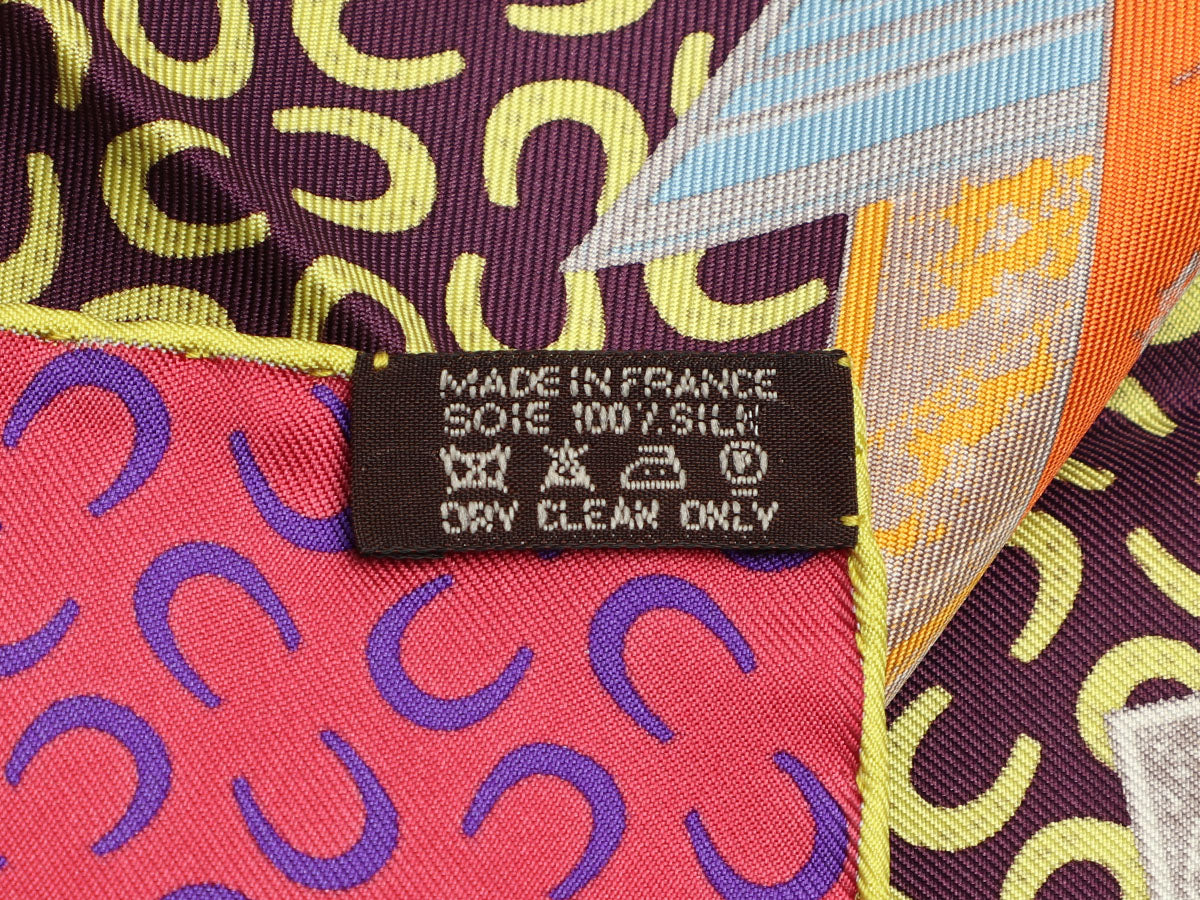 MADE IN FRANCE
SOIE 100% SILK
P
DRY CLEAN ONLY